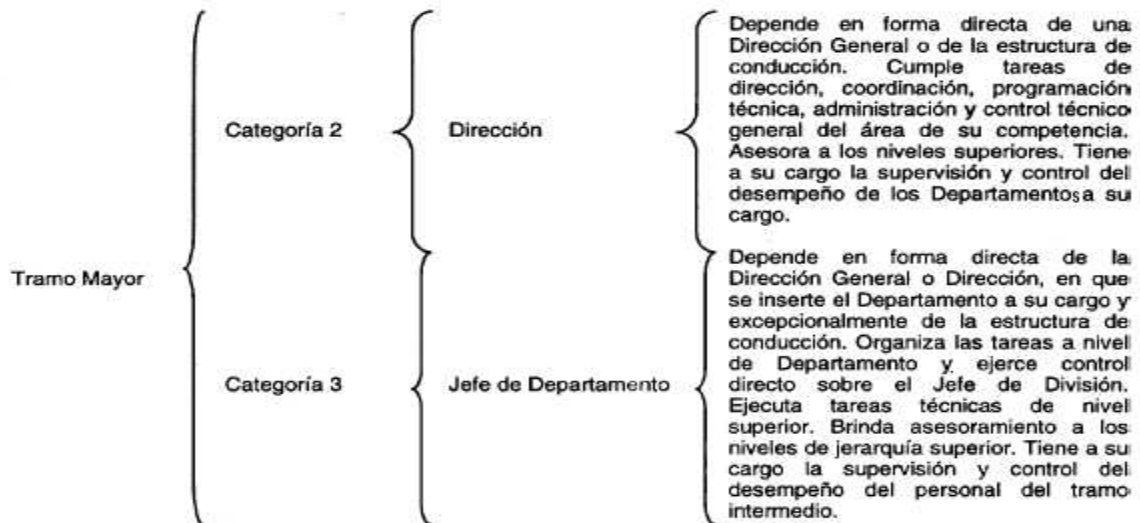 Tramo Mayor
Categoría 2
Dirección
Depende en forma directa de una
Dirección General o de la estructura de
conducción. Cumple tareas de
dirección, coordinación, programación
técnica, administración y control técnico
general del área de su competencia.
Asesora a los niveles superiores. Tiene
a su cargo la supervisión y control del
desempeño de los Departamentos a su
cargo.
Categoría 3
Jefe de Departamento
Depende en forma directa de la
Dirección General o Dirección, en que
se inserte el Departamento a su cargo y
excepcionalmente de la estructura de
conducción. Organiza las tareas a nivel
de Departamento y ejerce control
directo sobre el Jefe de División.
Ejecuta tareas técnicas de nivel
superior. Brinda asesoramiento a los
niveles de jerarquía superior. Tiene a su
cargo la supervisión y control del
desempeño del personal del tramo
intermedio.